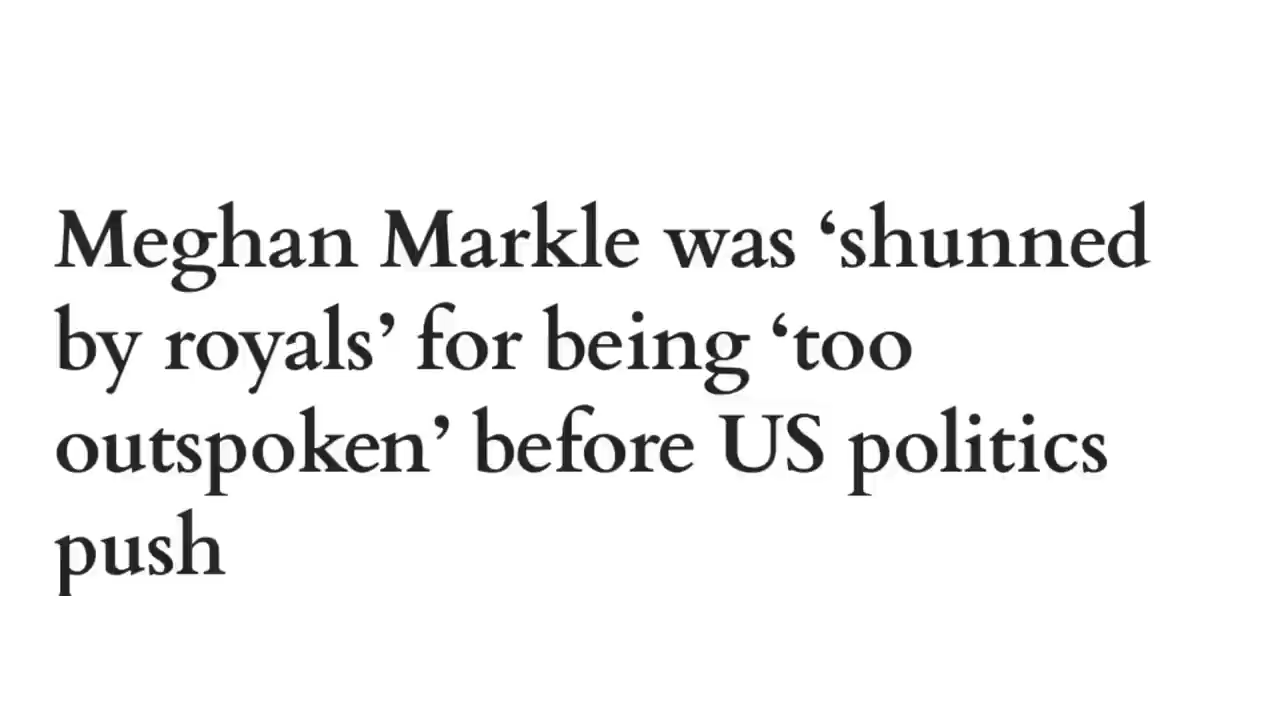 Meghan Markle was ‘shunned
by royals’ for being ‘too
outspoken’ before US politics
push